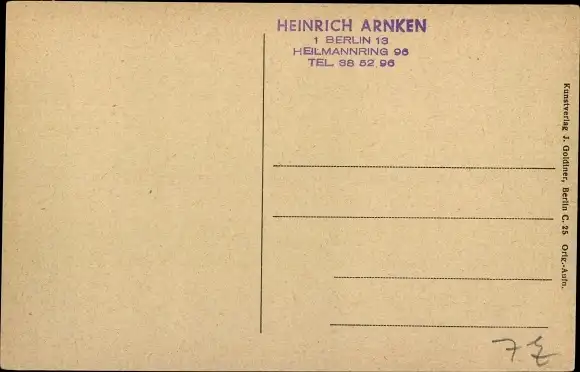 HEINRICH ARNKEN
1 BERLIN 13
HEILMANNRING 96
TEL. 38 52 96
Kunstverlag J. Goldiner, Berlin C. 25 Orig.-Aufn.